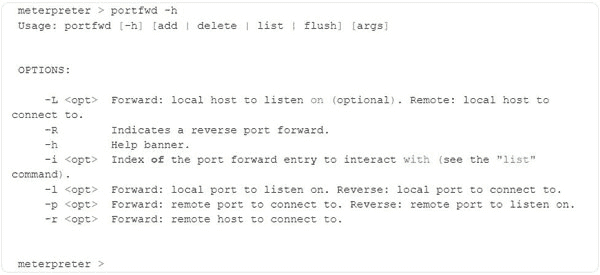 meterpreter > portfwd -h
Usage: portfwd [-h] [add | delete | list | flush] [args]
OPTIONS:
-L <opt> Forward: local host to listen on (optional). Remote: local host to
connect to.
-R Indicates a reverse port forward.
-h Help banner.
-i <opt> Index of the port forward entry to interact with (see the "list"
command).
-l <opt> Forward: local port to listen on. Reverse: local port to connect to.
-p <opt> Forward: remote port to connect to. Reverse: remote port to listen on.
-r <opt> Forward: remote host to connect to.
meterpreter >